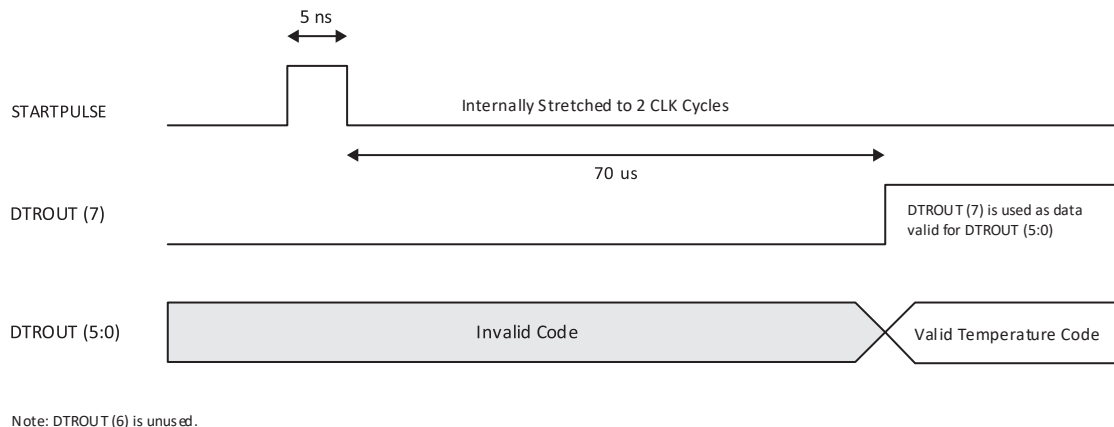 5 ns
STARTPULSE
Internally Stretched to 2 CLK Cycles
70 us
DTROUT (7)
DTROUT (7) is used as data
valid for DTROUT (5:0)
DTROUT (5:0)
Invalid Code
Valid Temperature Code
Note: DTROUT (6) is unused.